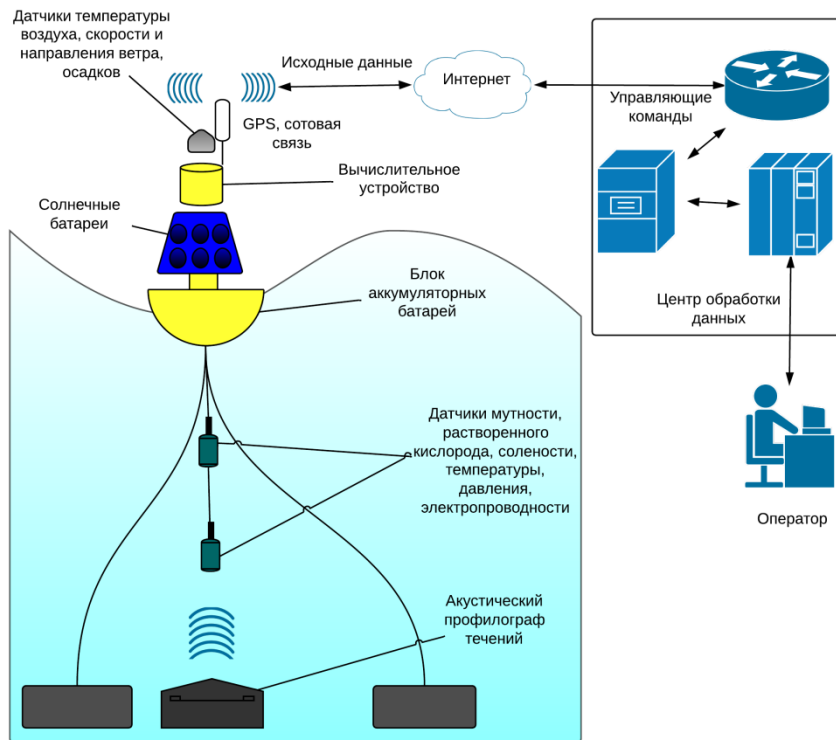 Датчики температуры
воздуха, скорости и
направления ветра,
осадков
Исходные данные
Интернет
Управляющие
команды
GPS, сотовая
связь
Вычислительное
устройство
Солнечные
батареи
Блок
аккумуляторных
батарей
Центр обработки
данных
Датчики мутности,
растворенного
кислорода, солености,
температуры,
давления,
электропроводности
Оператор
Акустический
профилограф
течений